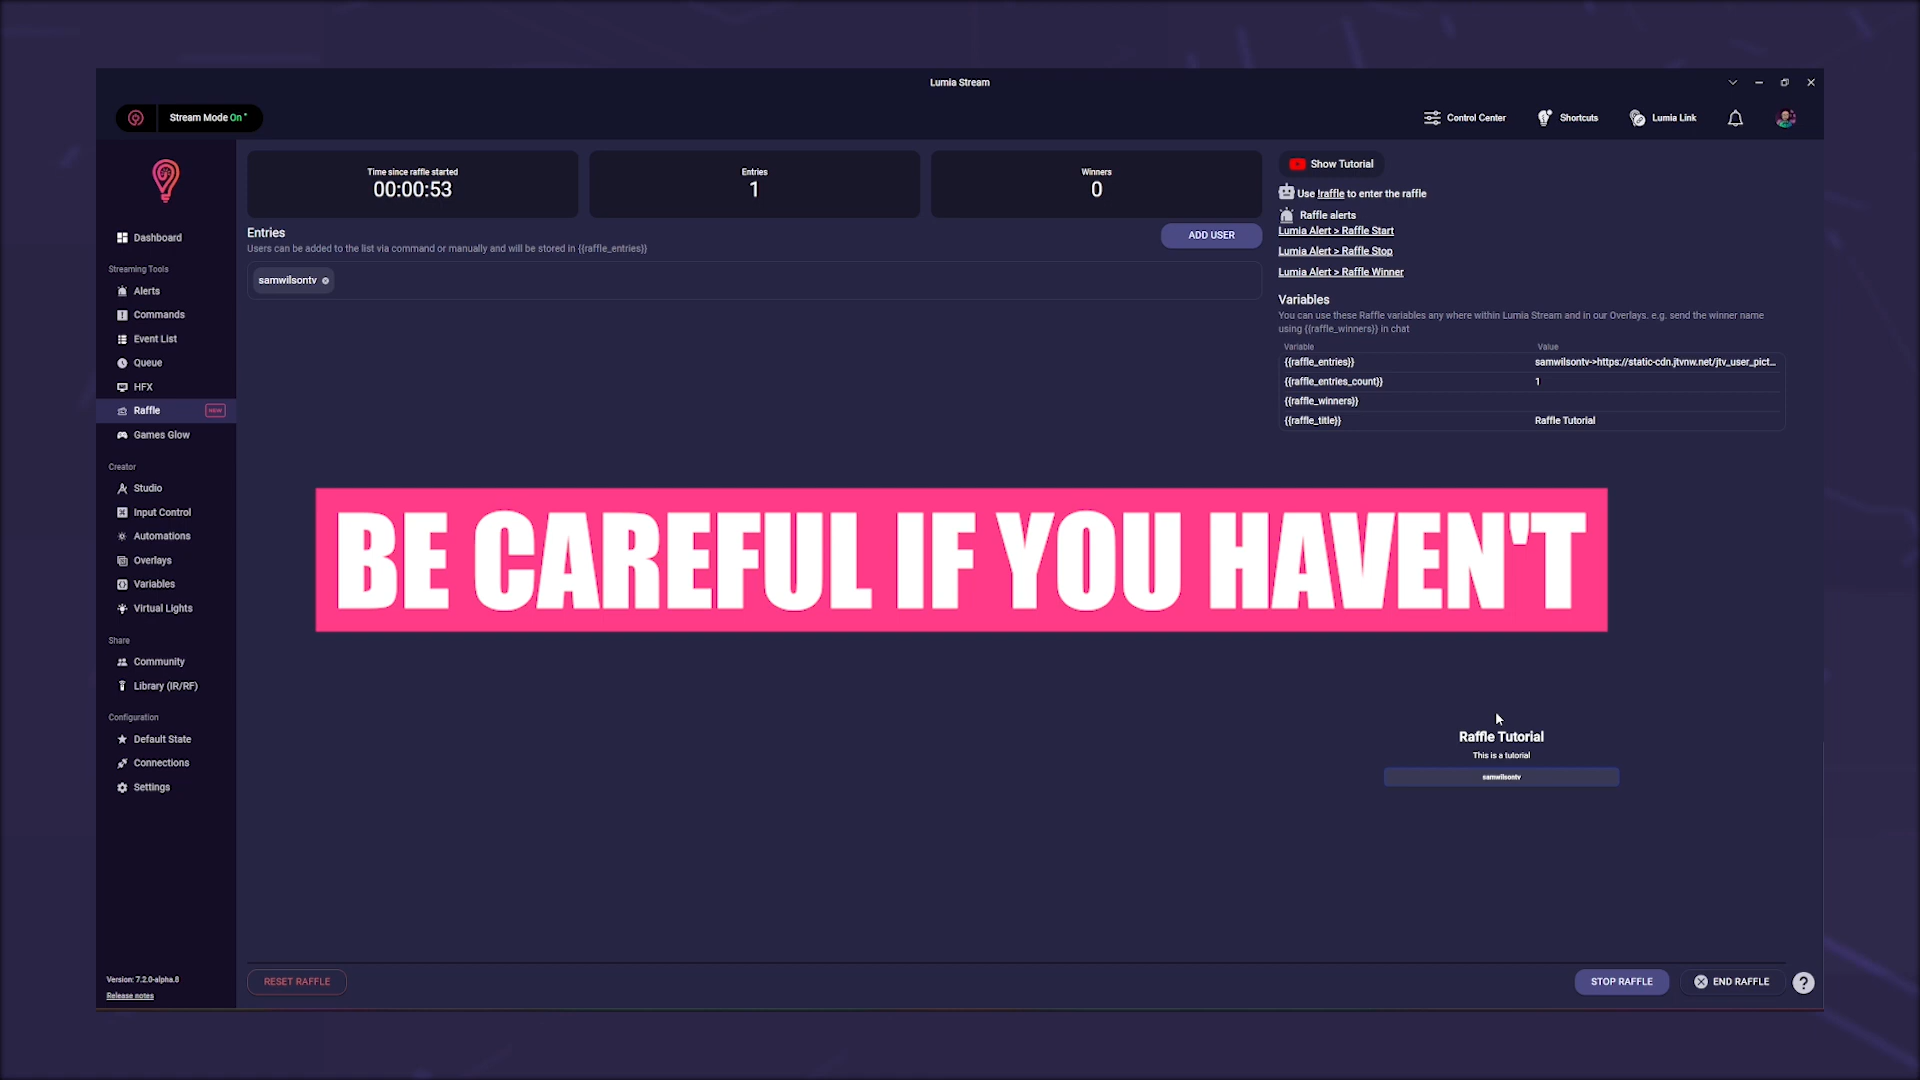 Lumia Stream
Stream Mode On
Control Center
Shortcuts
Lumia Link
Dashboard
Streaming Tools
Alerts
Commands
Event List
Queue
HFX
Raffle NEW
Games Glow
Creator
Studio
Input Control
Automations
Overlays
Variables
Virtual Lights
Share
Community
Library (IR/RF)
Configuration
Default State
Connections
Settings
Version: 7.2.0-alpha.8
Release notes
Time since raffle started
00:00:53
Entries
1
Winners
0
Entries
Users can be added to the list via command or manually and will be stored in {{raffle_entries}}
ADD USER
samwilsontv
Show Tutorial
Use !raffle to enter the raffle
Raffle alerts
Lumia Alert > Raffle Start
Lumia Alert > Raffle Stop
Lumia Alert > Raffle Winner
Variables
You can use these Raffle variables any where within Lumia Stream and in our Overlays. e.g. send the winner name
using {{raffle_winners}} in chat
Variable Value
{{raffle_entries}} samwilsontv->https://static-cdn.jtvnw.net/jtv_user_pict...
{{raffle_entries_count}} 1
{{raffle_winners}}
{{raffle_title}} Raffle Tutorial
BE CAREFUL IF YOU HAVEN'T
Raffle Tutorial
This is a tutorial
samwilsontv
RESET RAFFLE
STOP RAFFLE
END RAFFLE
?